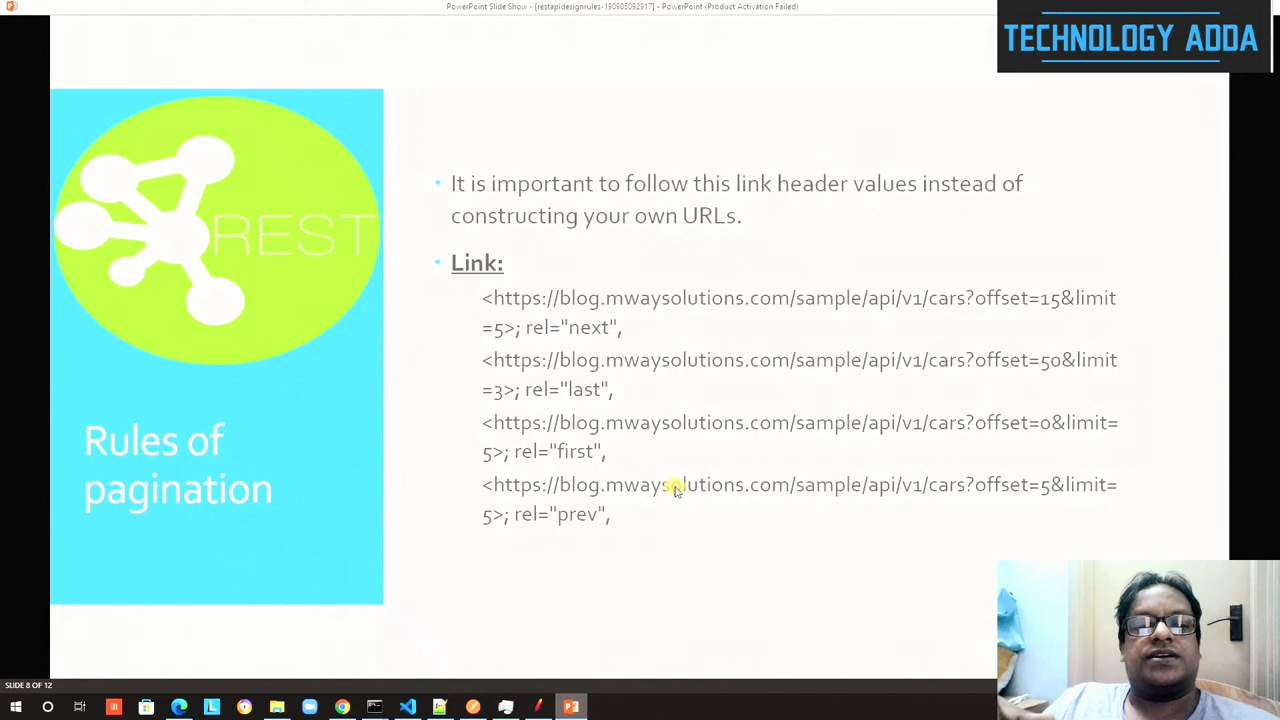 PowerPoint Slide Show - [restapidesignrules-190905092917] - PowerPoint (Product Activation Failed)
TECHNOLOGY ADDA
REST
Rules of
pagination
• It is important to follow this link header values instead of
constructing your own URLs.
• Link:
<https://blog.mwaysolutions.com/sample/api/v1/cars?offset=15&limit
=5>; rel="next",
<https://blog.mwaysolutions.com/sample/api/v1/cars?offset=50&limit
=3>; rel="last",
<https://blog.mwaysolutions.com/sample/api/v1/cars?offset=0&limit=
5>; rel="first",
<https://blog.mwaysolutions.com/sample/api/v1/cars?offset=5&limit=
5>; rel="prev",
SLIDE 8 OF 12